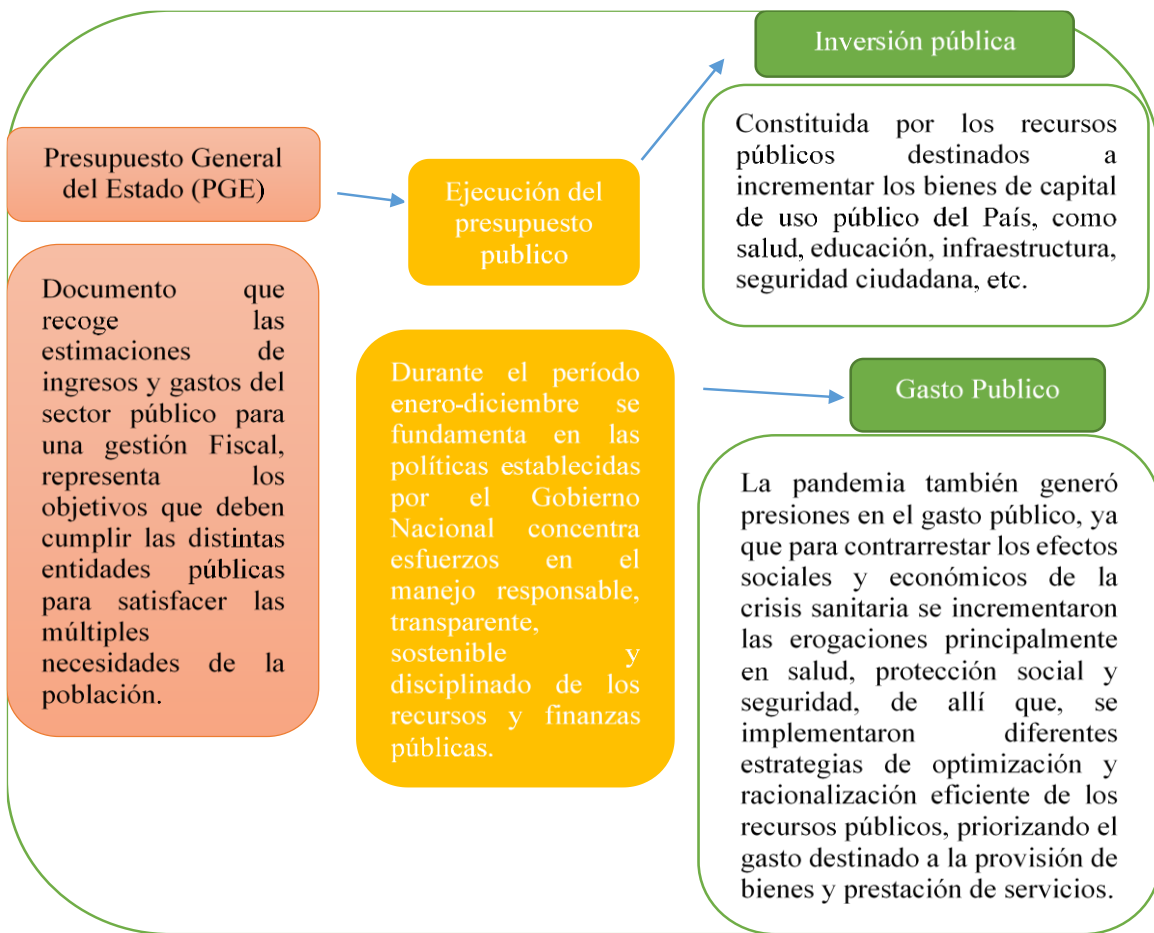 Presupuesto General
del Estado (PGE)
Documento que
recoge las
estimaciones de
ingresos y gastos del
sector público para
una gestión Fiscal,
representa los
objetivos que deben
cumplir las distintas
entidades públicas
para satisfacer las
múltiples
necesidades de la
población.
Ejecución del
presupuesto
publico
Durante el período
enero-diciembre se
fundamenta en las
políticas establecidas
por el Gobierno
Nacional concentra
esfuerzos en el
manejo responsable,
transparente,
sostenible y
disciplinado de los
recursos y finanzas
públicas.
Inversión pública
Constituida por los recursos
públicos destinados a
incrementar los bienes de capital
de uso público del País, como
salud, educación, infraestructura,
seguridad ciudadana, etc.
Gasto Publico
La pandemia también generó
presiones en el gasto público, ya
que para contrarrestar los efectos
sociales y económicos de la
crisis sanitaria se incrementaron
las erogaciones principalmente
en salud, protección social y
seguridad, de allí que, se
implementaron diferentes
estrategias de optimización y
racionalización eficiente de los
recursos públicos, priorizando el
gasto destinado a la provisión de
bienes y prestación de servicios.